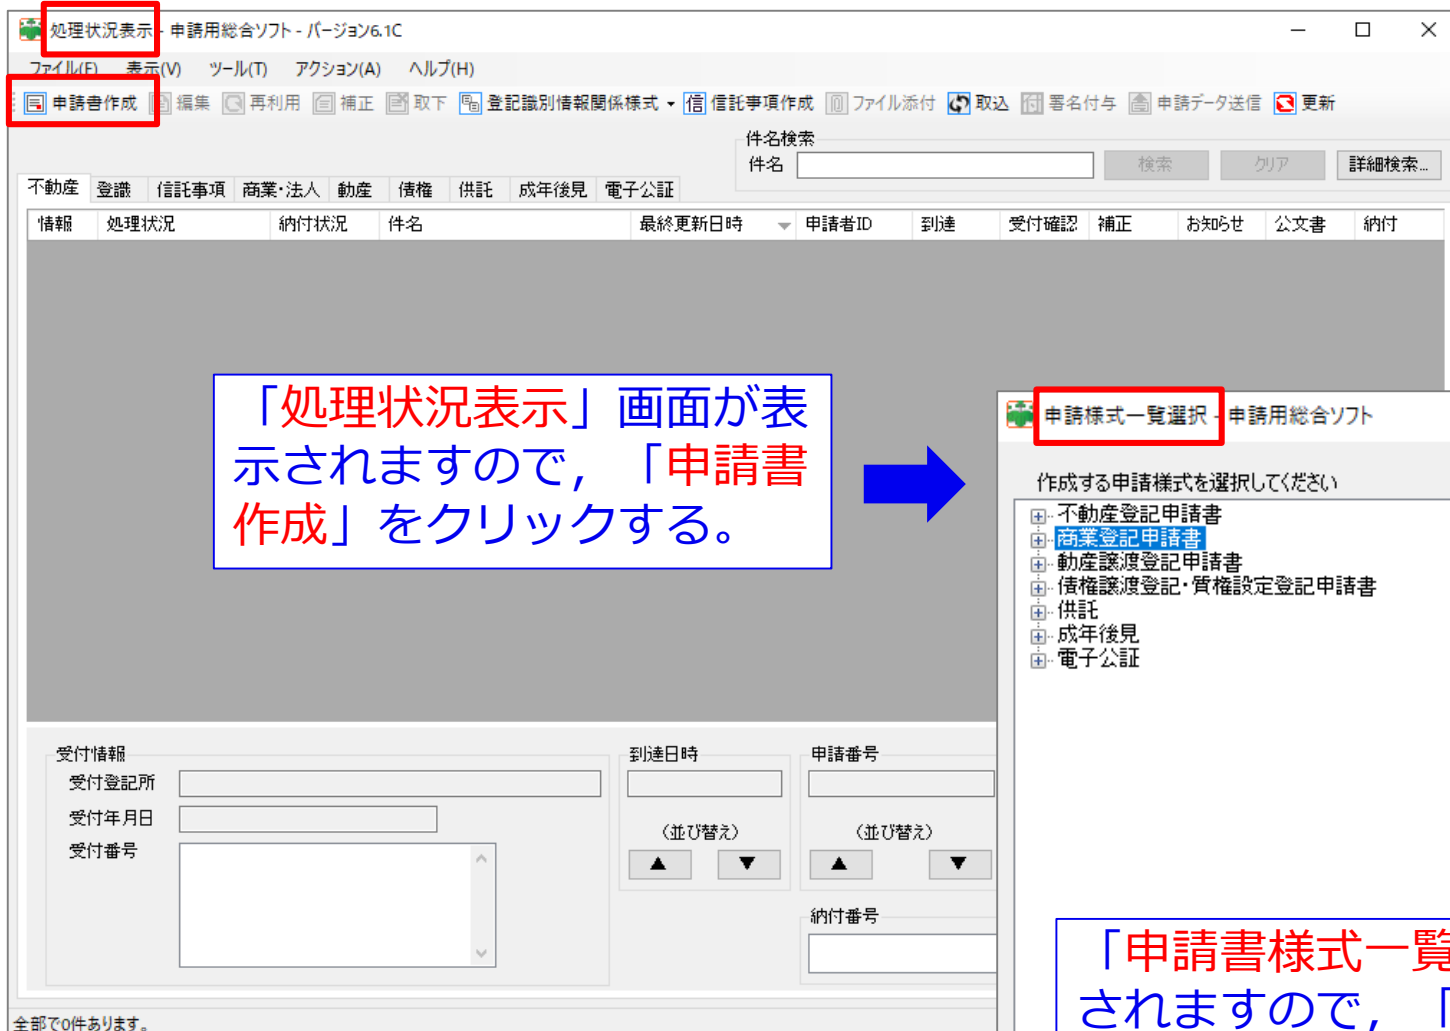 処理状況表示 - 申請用総合ソフト - バージョン6.1C
ファイル(F) 表示(V) ツール(T) アクション(A) ヘルプ(H)
申請書作成 編集 再利用 補正 取下 登記識別情報関係様式 信 信託事項作成 ファイル添付 取込 署名付与 申請データ送信 更新
件名検索
件名 検索 クリア 詳細検索...
不動産 登識 信託事項 商業・法人 動産 債権 供託 成年後見 電子公証
情報 処理状況 納付状況 件名 最終更新日時 申請者ID 到達 受付確認 補正 お知らせ 公文書 納付
「処理状況表示」画面が表
示されますので，「申請書
作成」をクリックする。
申請様式一覧選択 - 申請用総合ソフト
作成する申請様式を選択してください
不動産登記申請書
商業登記申請書
動産譲渡登記申請書
債権譲渡登記・質権設定登記申請書
供託
成年後見
電子公証
受付情報
受付登記所
受付年月日
受付番号
到達日時
(並び替え)
▲ ▼
申請番号
(並び替え)
▲ ▼
納付番号
「申請書様式一覧
されますので，「
全部で0件あります。